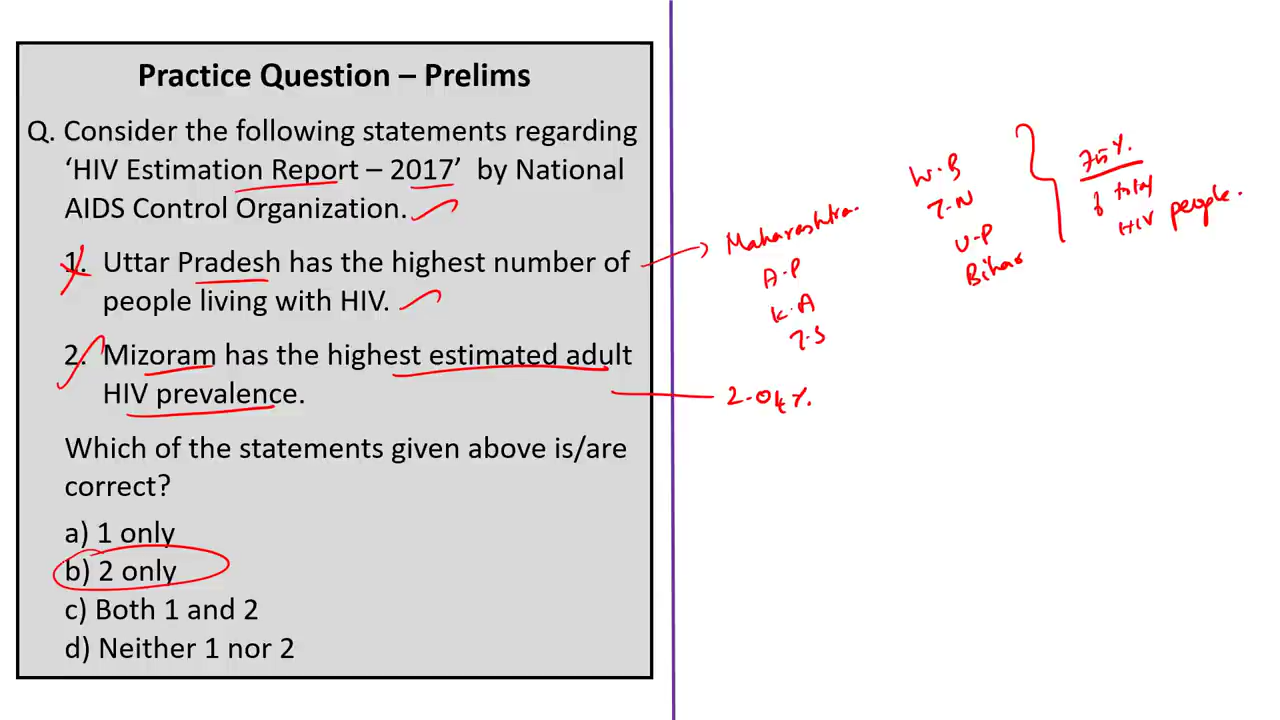 Practice Question – Prelims
Q. Consider the following statements regarding
‘HIV Estimation Report – 2017’ by National
AIDS Control Organization.
1. Uttar Pradesh has the highest number of
people living with HIV.
2. Mizoram has the highest estimated adult
HIV prevalence.
Which of the statements given above is/are
correct?
a) 1 only
b) 2 only
c) Both 1 and 2
d) Neither 1 nor 2
Maharashtra.
A.P
K.A
T.S
2.04%.
W.B
T.N
U.P
Bihar
75%.
of total
HIV people.